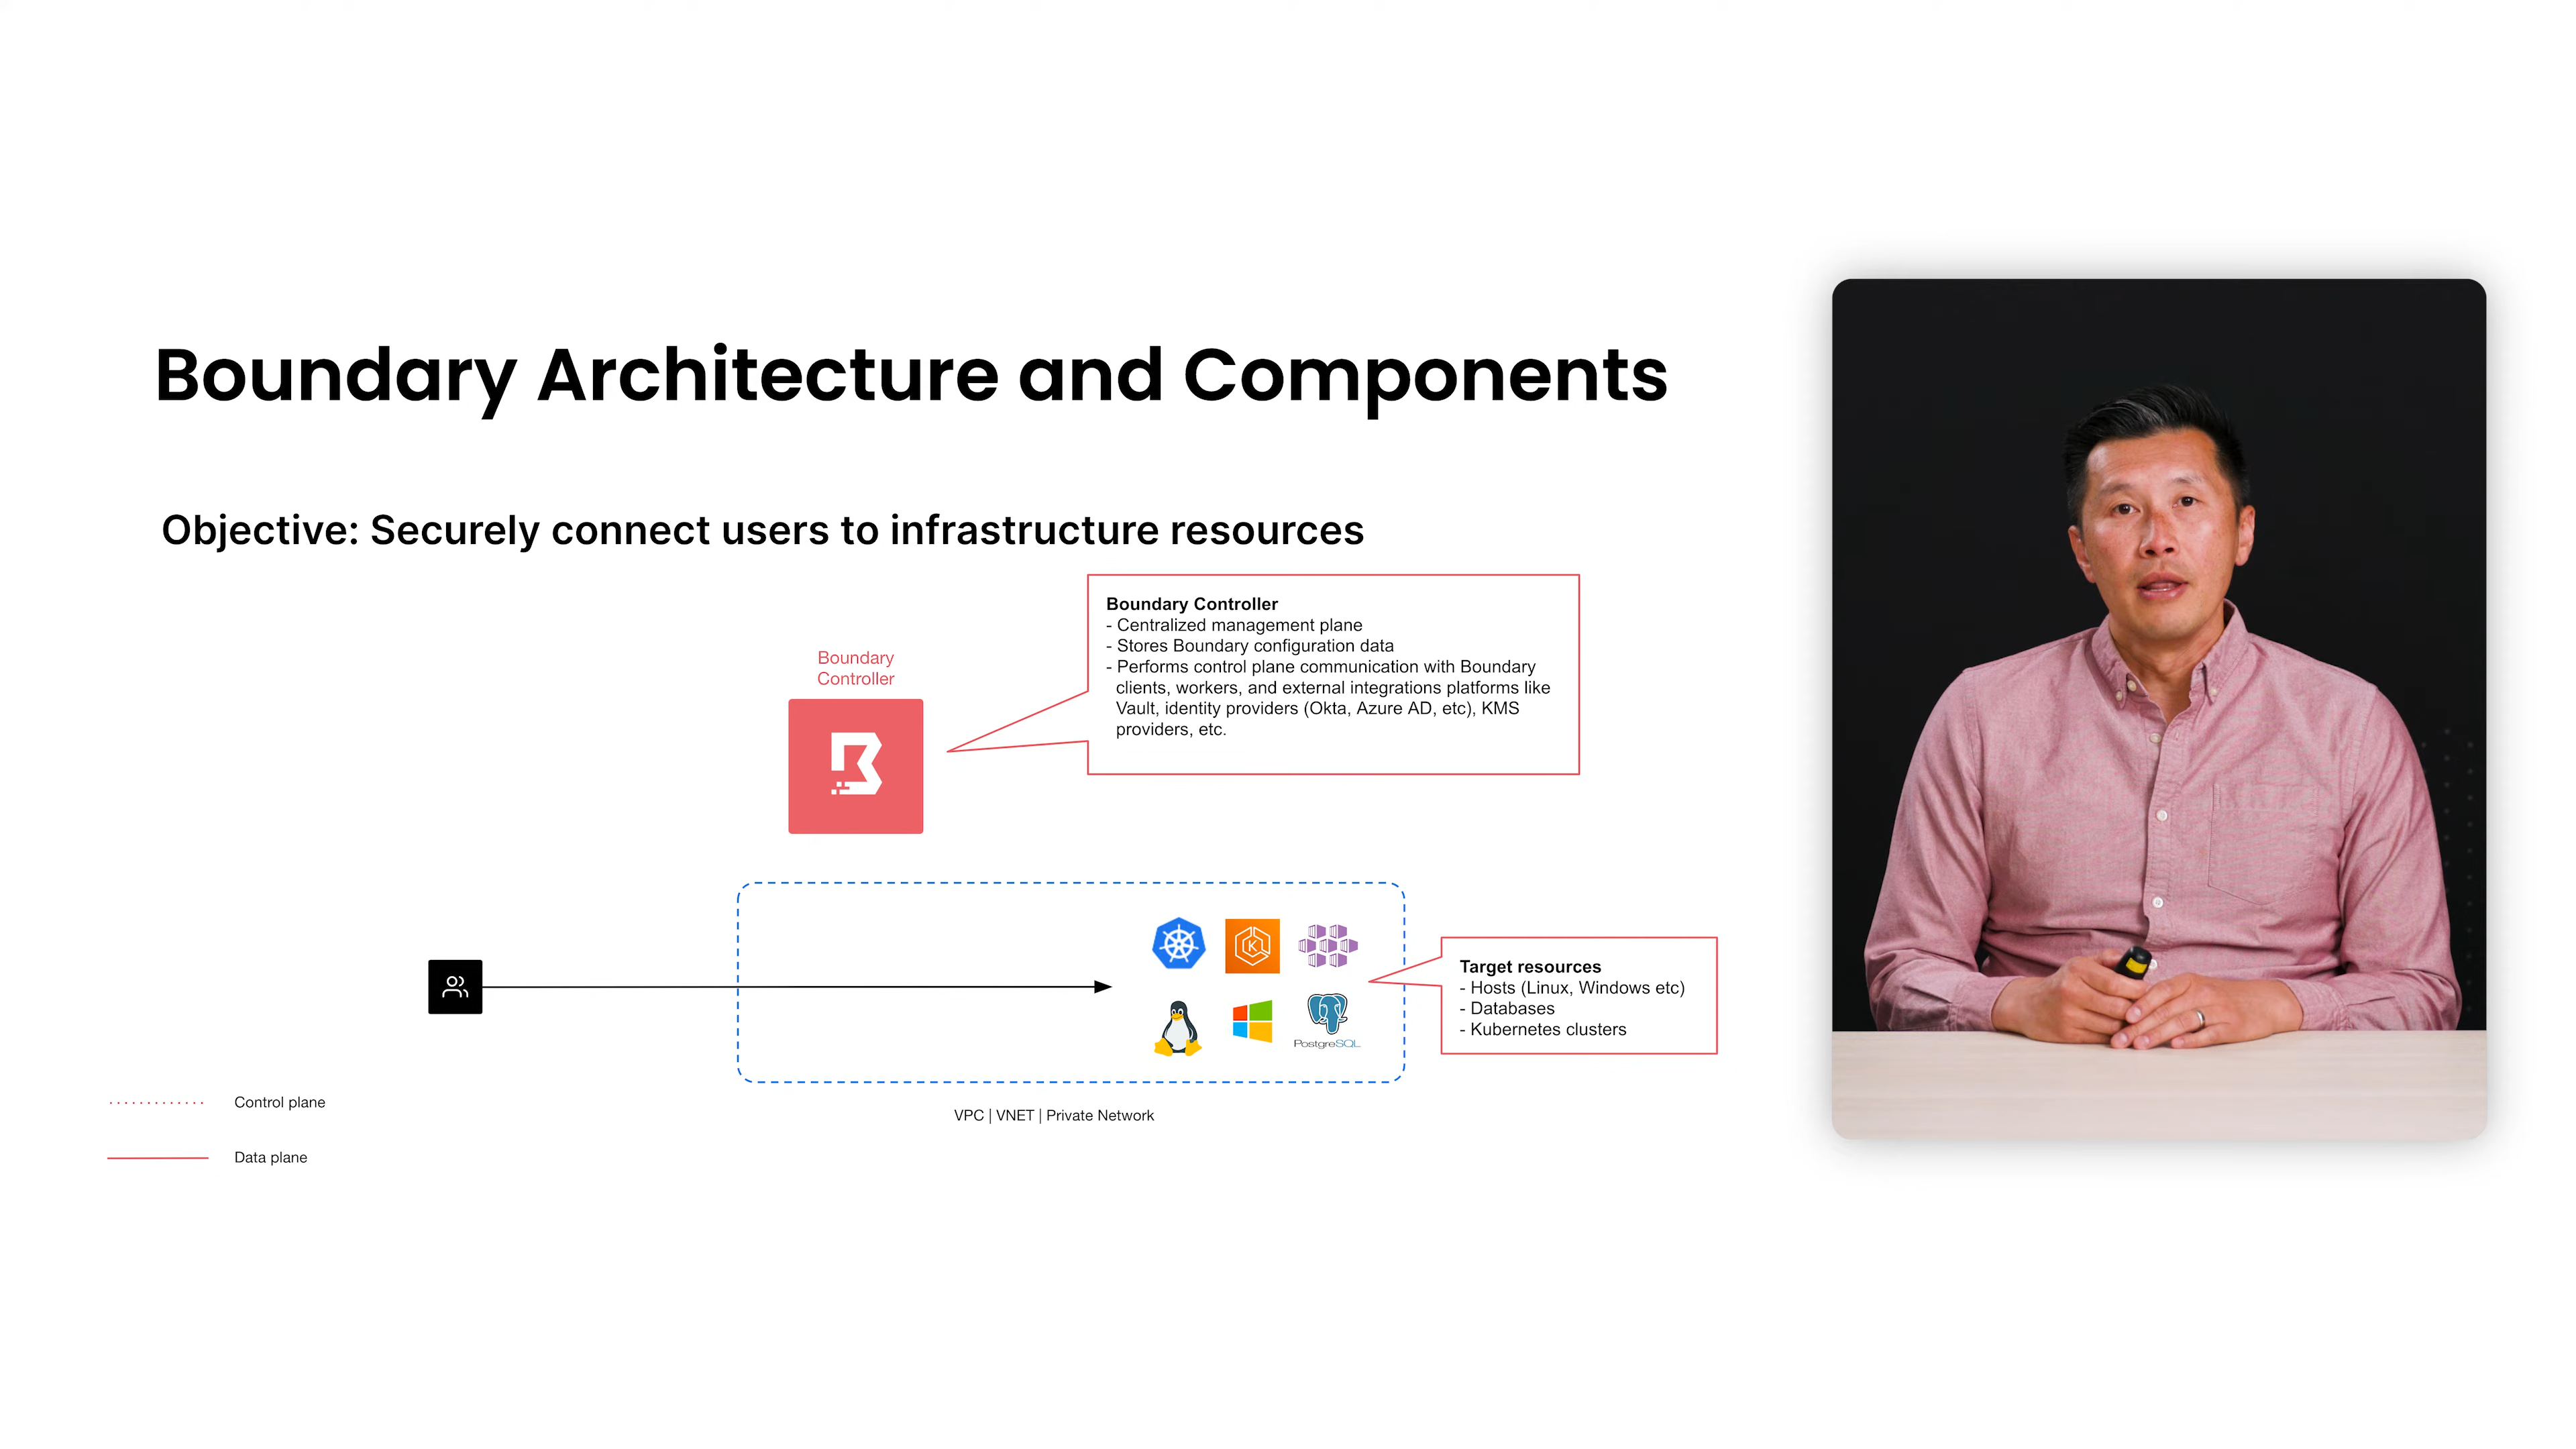 Boundary Architecture and Components
Objective: Securely connect users to infrastructure resources
Boundary Controller
- Centralized management plane
- Stores Boundary configuration data
- Performs control plane communication with Boundary
clients, workers, and external integrations platforms like
Vault, identity providers (Okta, Azure AD, etc), KMS
providers, etc.
Boundary
Controller
Target resources
- Hosts (Linux, Windows etc)
- Databases
- Kubernetes clusters
K
PostgreSQL
VPC | VNET | Private Network
Control plane
Data plane